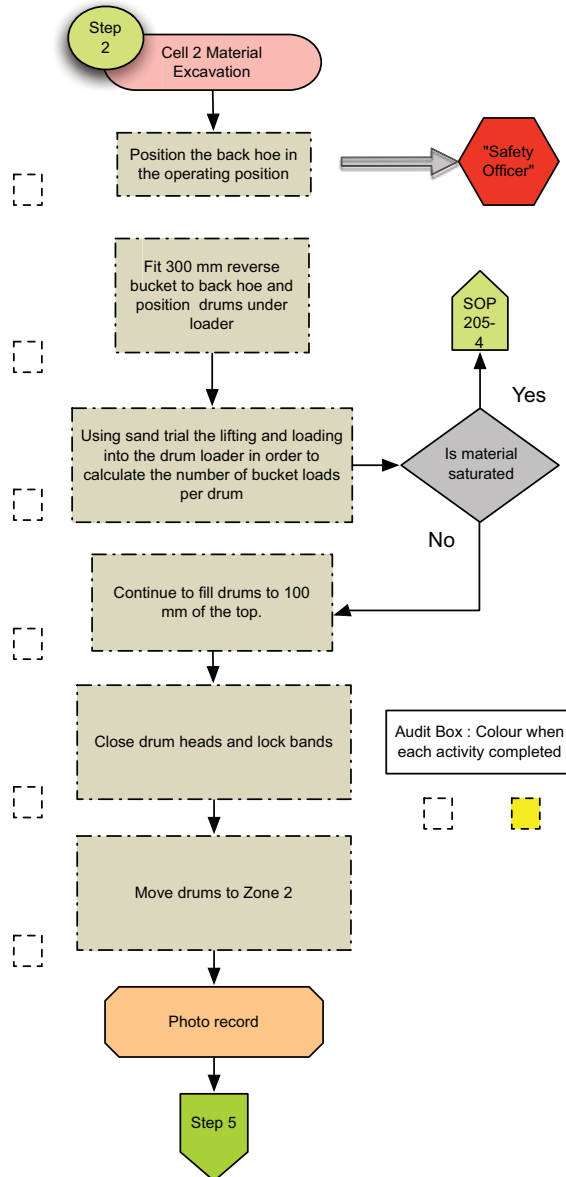 Step
2
Cell 2 Material
Excavation
Position the back hoe in
the operating position
"Safety
Officer"
Fit 300 mm reverse
bucket to back hoe and
position drums under
loader
SOP
205-
4
Yes
Using sand trial the lifting and loading
into the drum loader in order to
calculate the number of bucket loads
per drum
Is material
saturated
No
Continue to fill drums to 100
mm of the top.
Close drum heads and lock bands
Audit Box : Colour when
each activity completed
Move drums to Zone 2
Photo record
Step 5